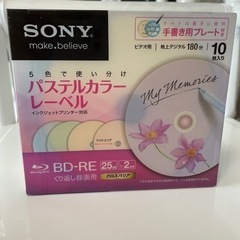 SONY
make.believe
手書き用プレート付
ビデオ用
地上デジタル
180分
10
枚入り
5色で使い分け
パステルカラー
レーベル
インクジェットプリンター対応
My Memories
BD-RE
くり返し録画用
25GB
2倍速